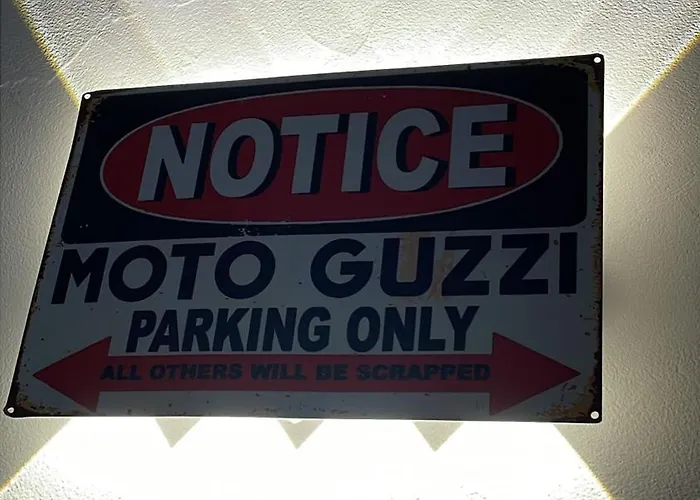 NOTICE
MOTO GUZZI
PARKING ONLY
ALL OTHERS WILL BE SCRAPPED